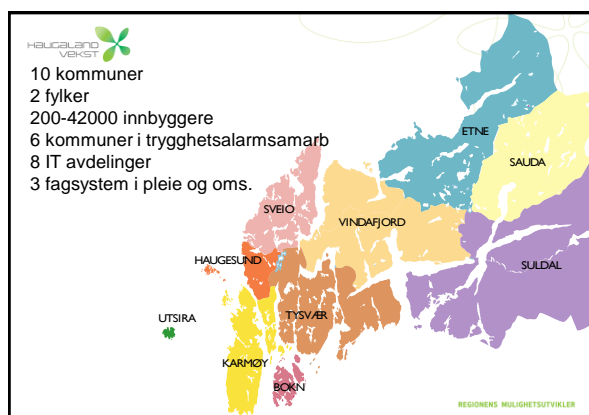 HAUGALAND
VEKST
10 kommuner
2 fylker
200-42000 innbyggere
6 kommuner i trygghetsalarmsamarb
8 IT avdelinger
3 fagsystem i pleie og oms.
ETNE
SAUDA
SVEIO
VINDAFJORD
HAUGESUND
SULDAL
UTSIRA
TYSVÆR
KARMØY
BOKN
REGIONENS MULIGHETSUTVIKLER